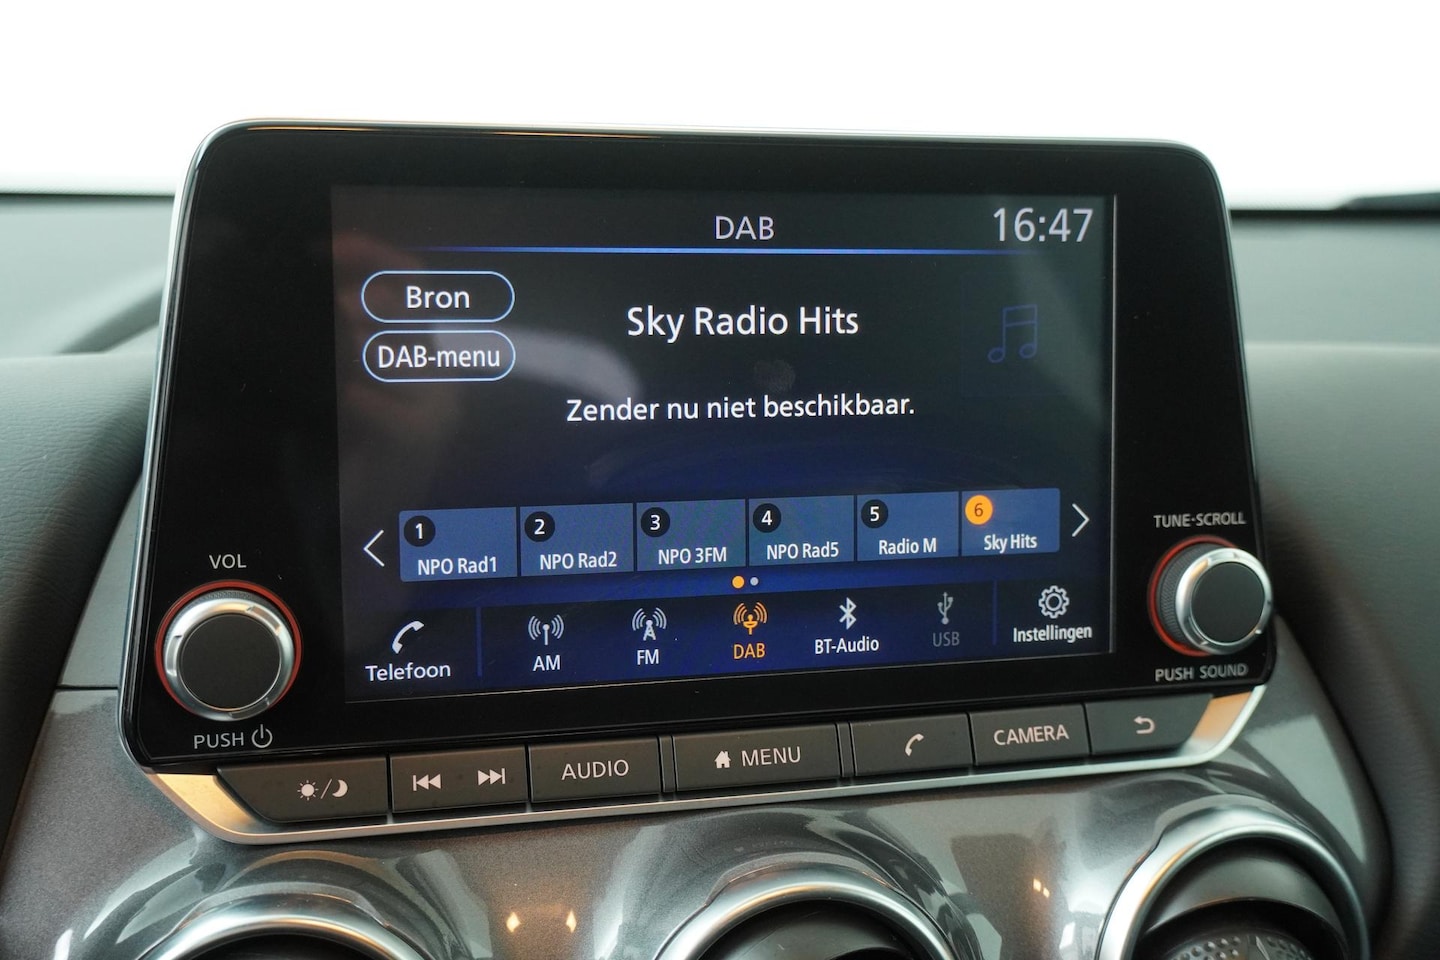 DAB
16:47
Bron
Sky Radio Hits
DAB-menu
Zender nu niet beschikbaar.
1
2
3
4
5
6
NPO Rad1
NPO Rad2
NPO 3FM
NPO Rad5
Radio M
Sky Hits
Telefoon
AM
FM
DAB
BT-Audio
USB
Instellingen
VOL
PUSH
TUNE·SCROLL
PUSH SOUND
AUDIO
MENU
CAMERA